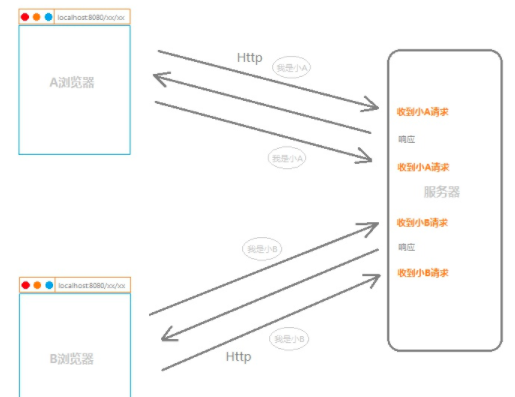 localhost:8080/xx/xx
A浏览器
Http
我是小A
收到小A请求
响应
我是小A
收到小A请求
服务器
收到小B请求
我是小B
响应
收到小B请求
localhost:8080/xx/xx
我是小B
Http
B浏览器